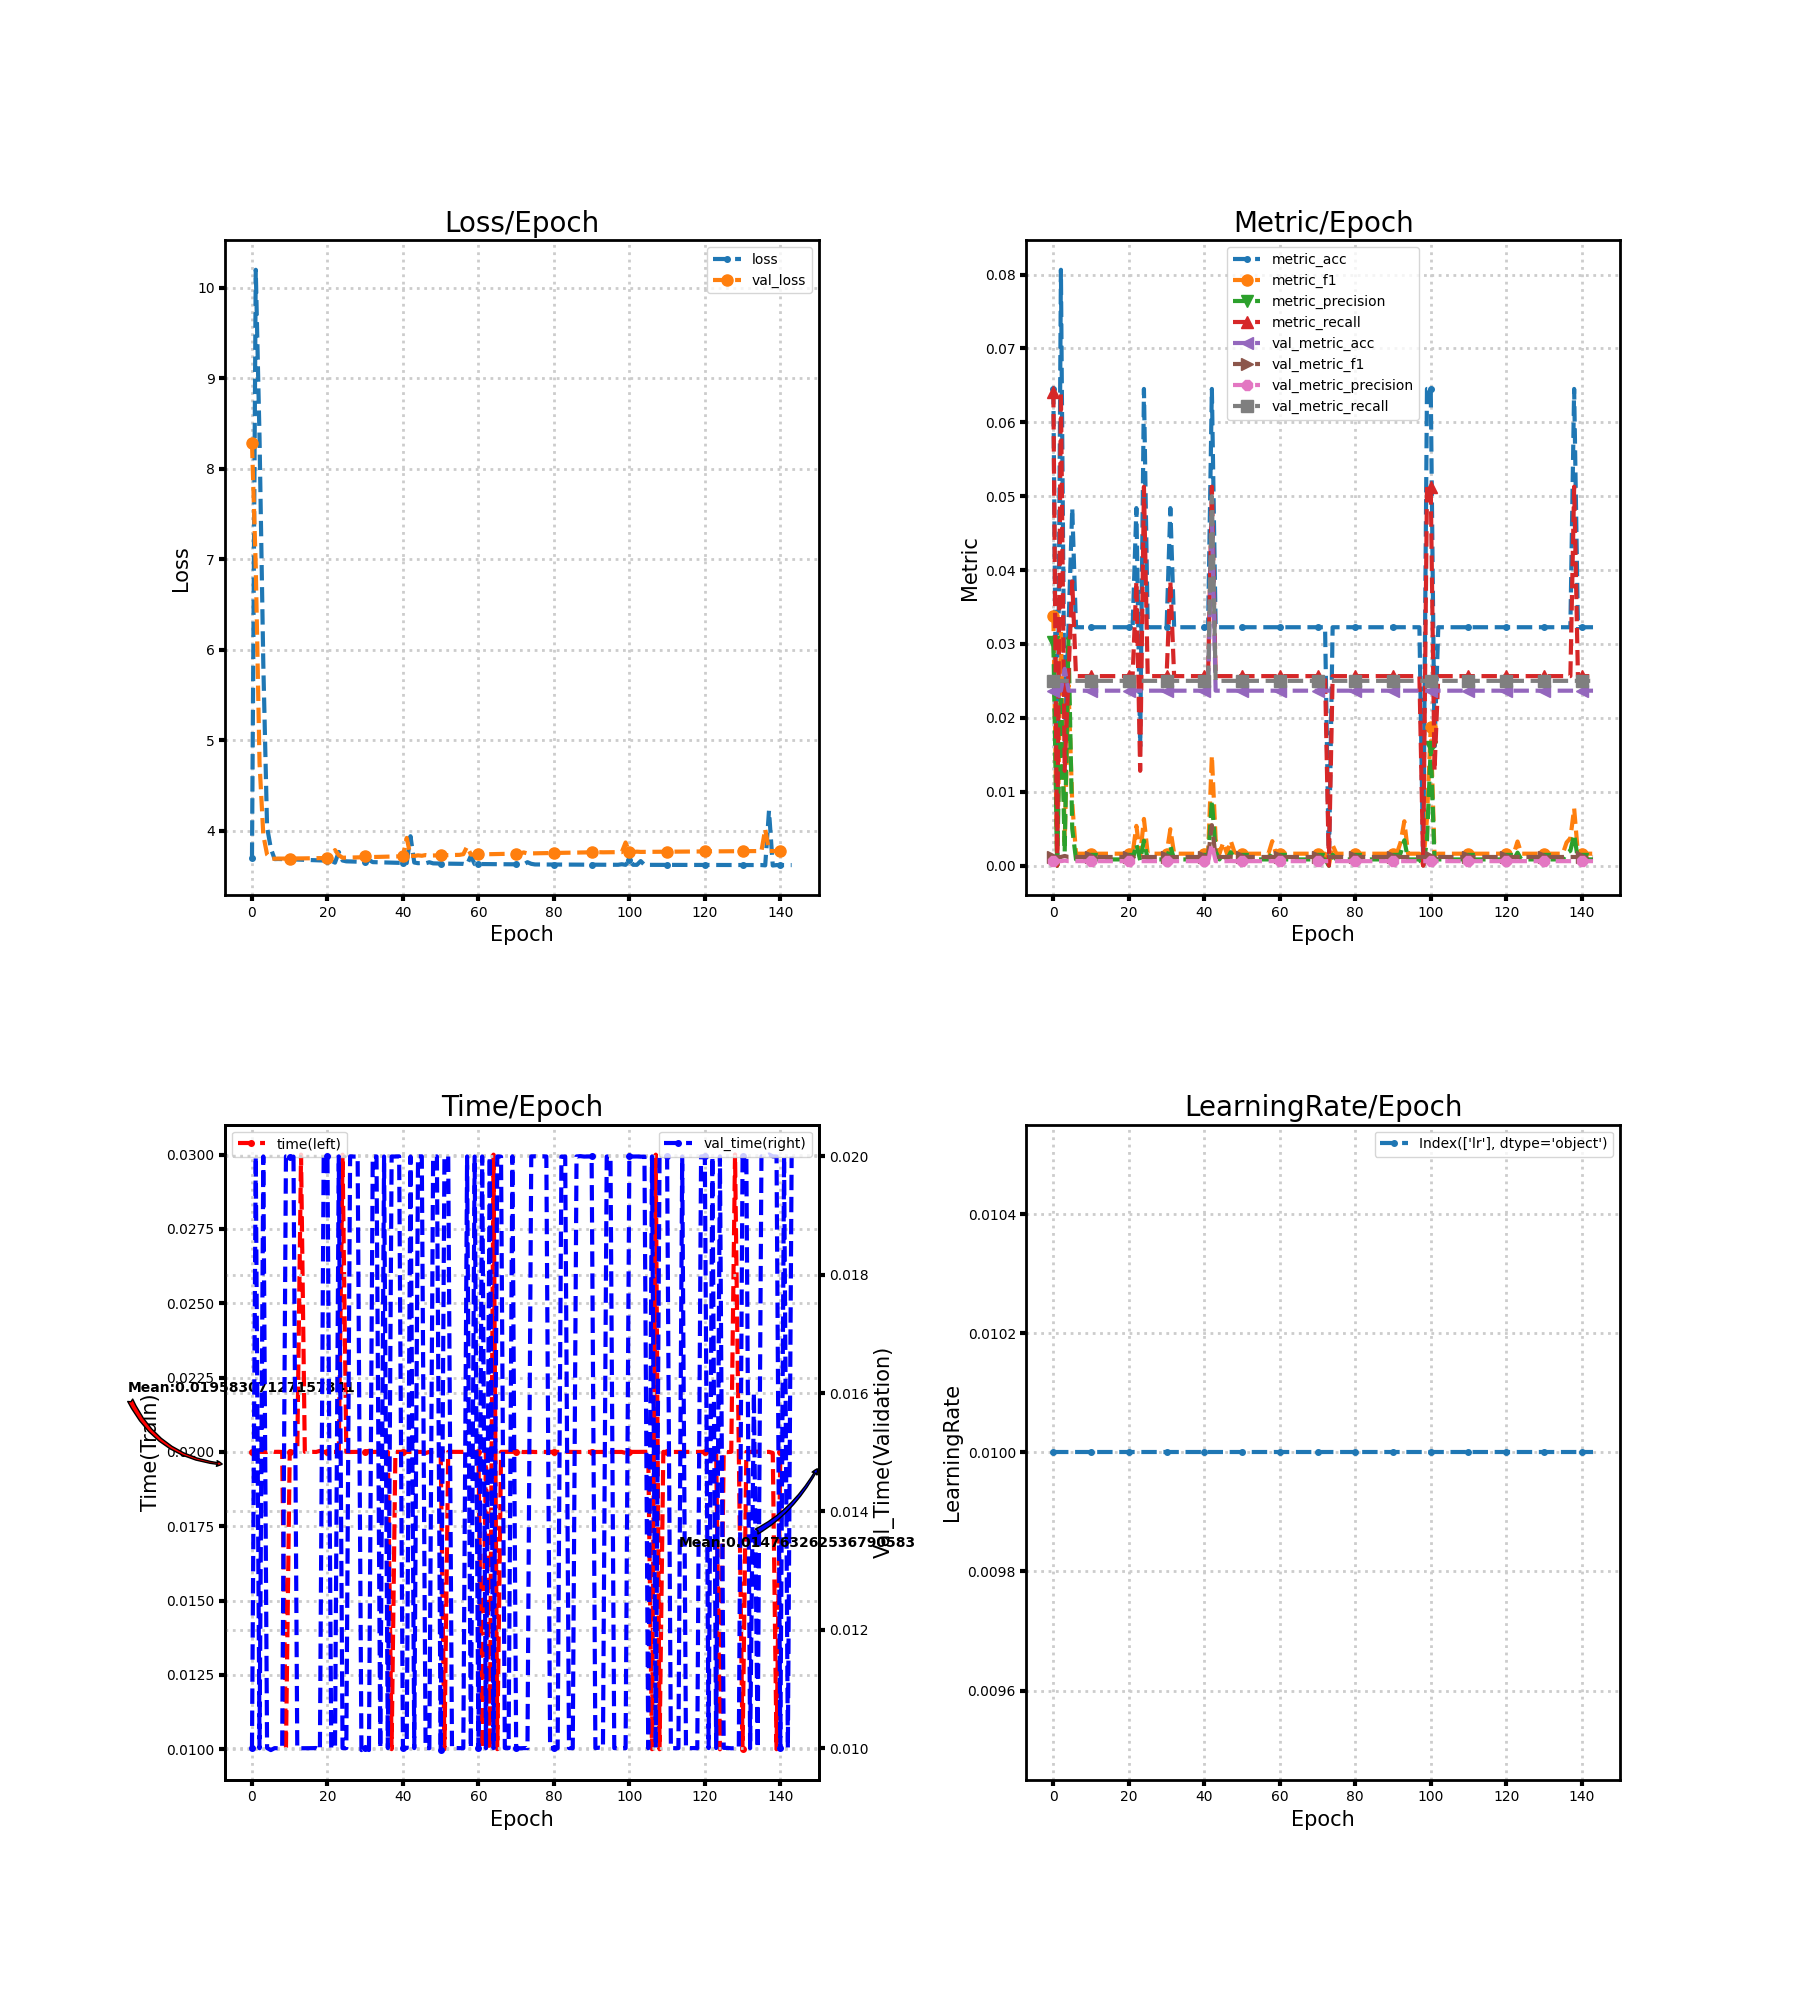 Loss/Epoch
loss
val_loss
10
9
8
7
6
5
4
Loss
0 20 40 60 80 100 120 140
Epoch
Metric/Epoch
metric_acc
metric_f1
metric_precision
metric_recall
val_metric_acc
val_metric_f1
val_metric_precision
val_metric_recall
0.08
0.07
0.06
0.05
0.04
0.03
0.02
0.01
0.00
Metric
0 20 40 60 80 100 120 140
Epoch
Time/Epoch
time(left)
val_time(right)
0.0300
0.0275
0.0250
0.0225
0.0200
0.0175
0.0150
0.0125
0.0100
Time(Train)
0.020
0.018
0.016
0.014
0.012
0.010
Val_Time(Validation)
0 20 40 60 80 100 120 140
Epoch
LearningRate/Epoch
Index(['lr'], dtype='object')
0.0104
0.0102
0.0100
0.0098
0.0096
LearningRate
0 20 40 60 80 100 120 140
Epoch